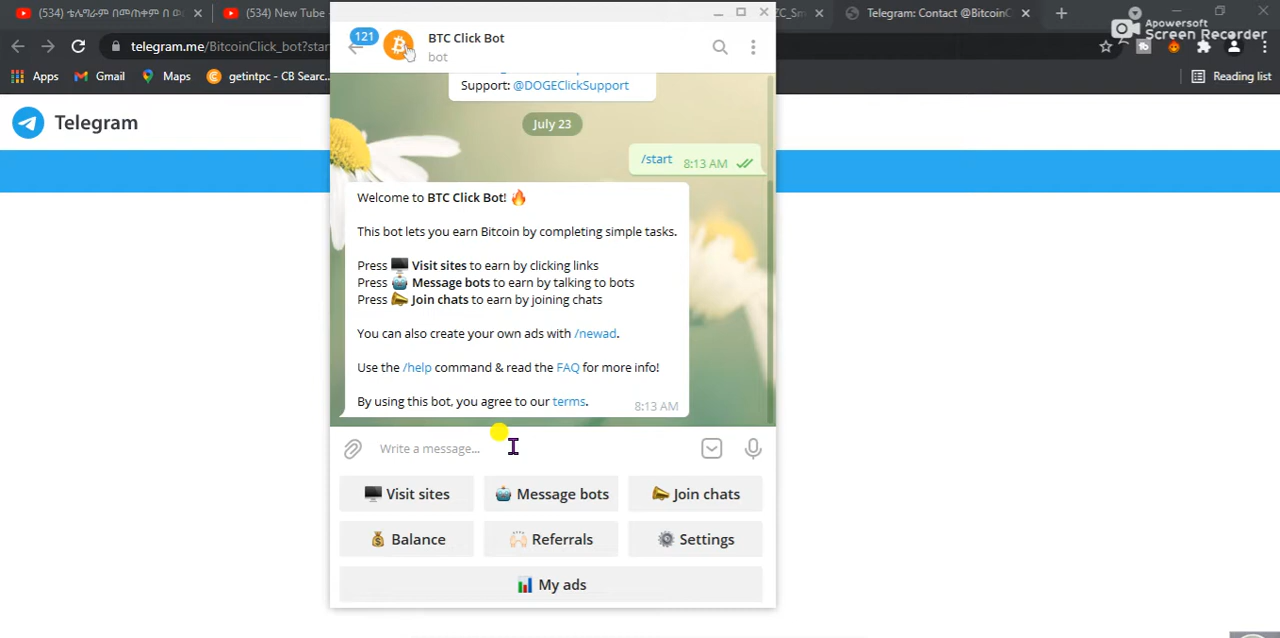 (534) ቴሌግራም በመጠቀም በ ው
(534) New Tube
ZC_Sm
Telegram: Contact @BitcoinC
Apowersoft
Screen Recorder
telegram.me/BitcoinClick_bot?star
Apps
Gmail
Maps
getintpc - CB Searc...
Reading list
Telegram
121
BTC Click Bot
bot
Support: @DOGEClickSupport
July 23
/start 8:13 AM
Welcome to BTC Click Bot!
This bot lets you earn Bitcoin by completing simple tasks.
Press Visit sites to earn by clicking links
Press Message bots to earn by talking to bots
Press Join chats to earn by joining chats
You can also create your own ads with /newad.
Use the /help command & read the FAQ for more info!
By using this bot, you agree to our terms.
8:13 AM
Write a message...
Visit sites
Message bots
Join chats
Balance
Referrals
Settings
My ads